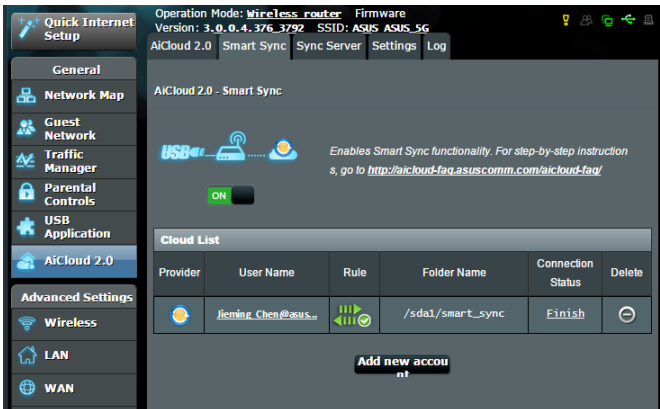 Quick Internet
Setup
General
Network Map
Guest
Network
Traffic
Manager
Parental
Controls
USB
Application
AiCloud 2.0
Advanced Settings
Wireless
LAN
WAN
Operation Mode: Wireless router Firmware
Version: 3.0.0.4.376_3792 SSID: ASUS ASUS_5G
AiCloud 2.0 Smart Sync Sync Server Settings Log
AiCloud 2.0 - Smart Sync
USB
Enables Smart Sync functionality. For step-by-step instruction
s, go to http://aicloud-faq.asuscomm.com/aicloud-faq/
ON
Cloud List
Provider User Name Rule Folder Name Connection Status Delete
Jieming_Chen@asus... /sda1/smart_sync Finish
Add new accou
nt